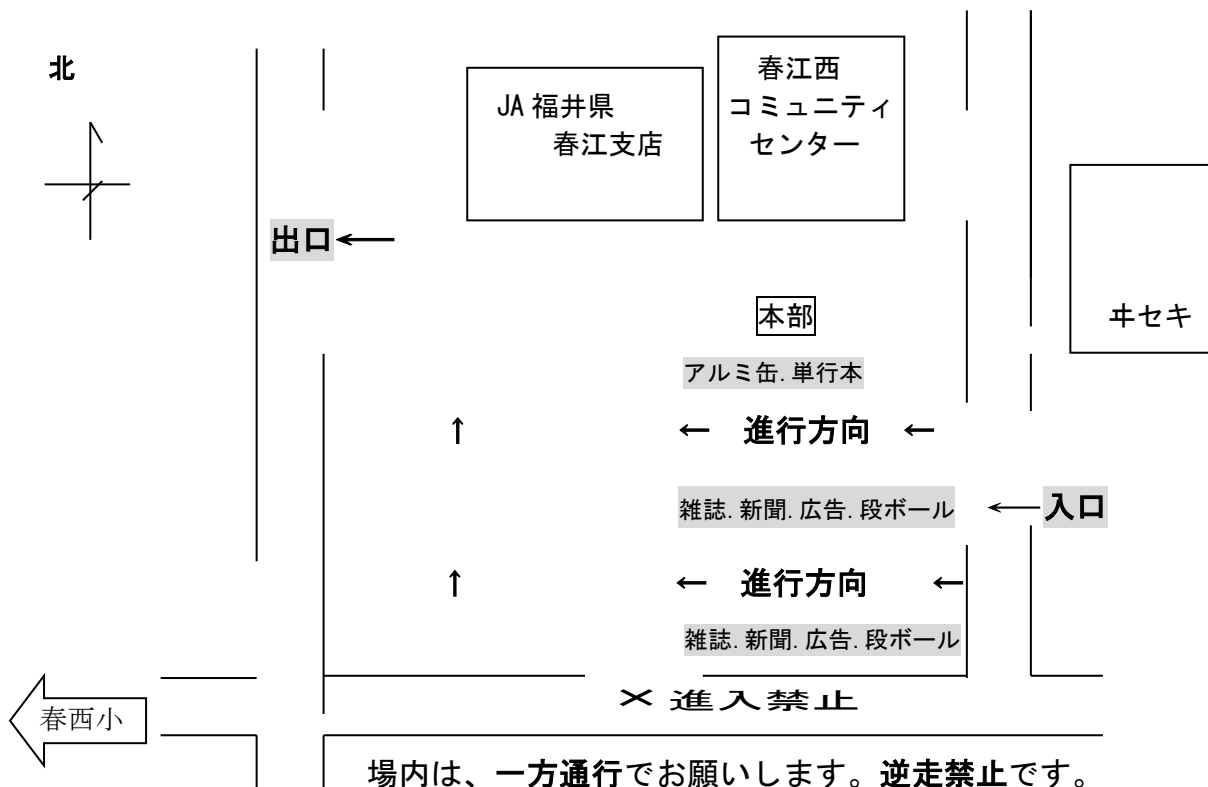 北
春江西
コミュニティ
センター
JA 福井県
春江支店
出口←
本部
ヰセキ
アルミ缶. 単行本
↑ ← 進行方向 ←
雑誌. 新聞. 広告. 段ボール ← 入口
↑ ← 進行方向 ←
雑誌. 新聞. 広告. 段ボール
×進入禁止
春西小
場内は、一方通行でお願いします。逆走禁止です。